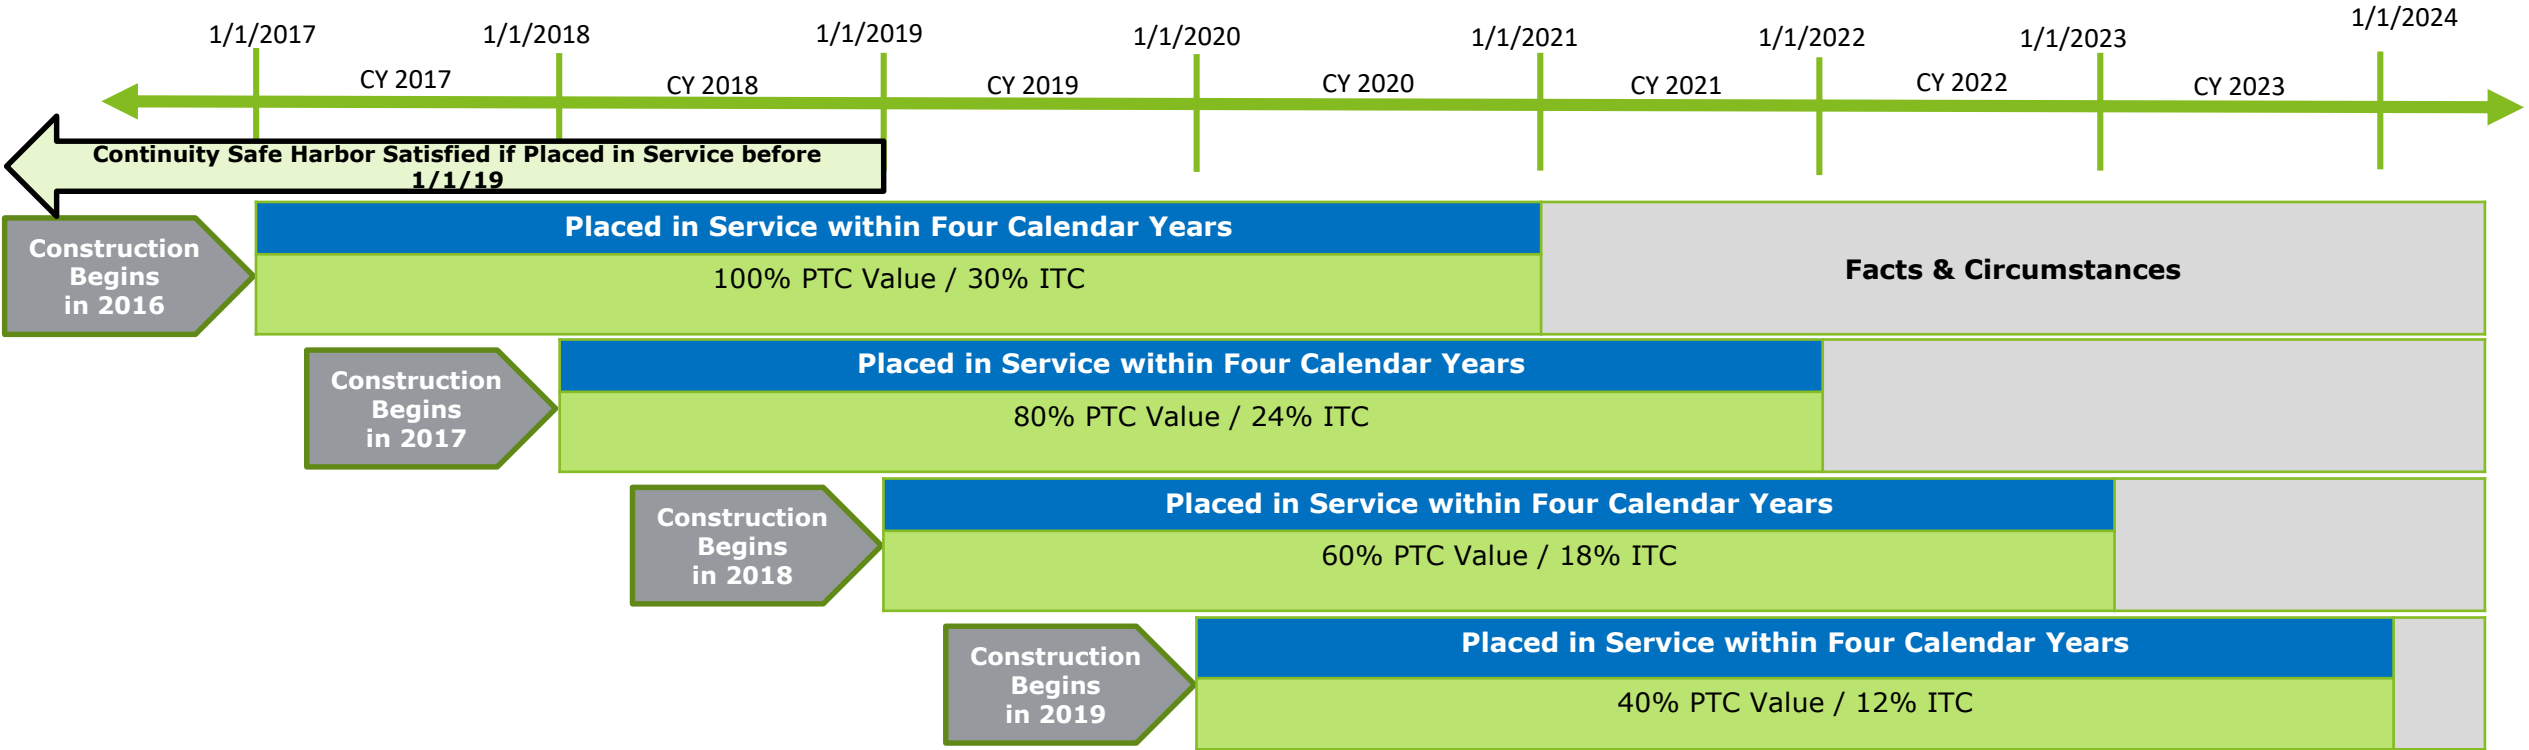 1/1/2017
1/1/2018
1/1/2019
1/1/2020
1/1/2021
1/1/2022
1/1/2023
1/1/2024
CY 2017
CY 2018
CY 2019
CY 2020
CY 2021
CY 2022
CY 2023
Continuity Safe Harbor Satisfied if Placed in Service before
1/1/19
Construction
Begins
in 2016
Placed in Service within Four Calendar Years
100% PTC Value / 30% ITC
Facts & Circumstances
Construction
Begins
in 2017
Placed in Service within Four Calendar Years
80% PTC Value / 24% ITC
Construction
Begins
in 2018
Placed in Service within Four Calendar Years
60% PTC Value / 18% ITC
Construction
Begins
in 2019
Placed in Service within Four Calendar Years
40% PTC Value / 12% ITC